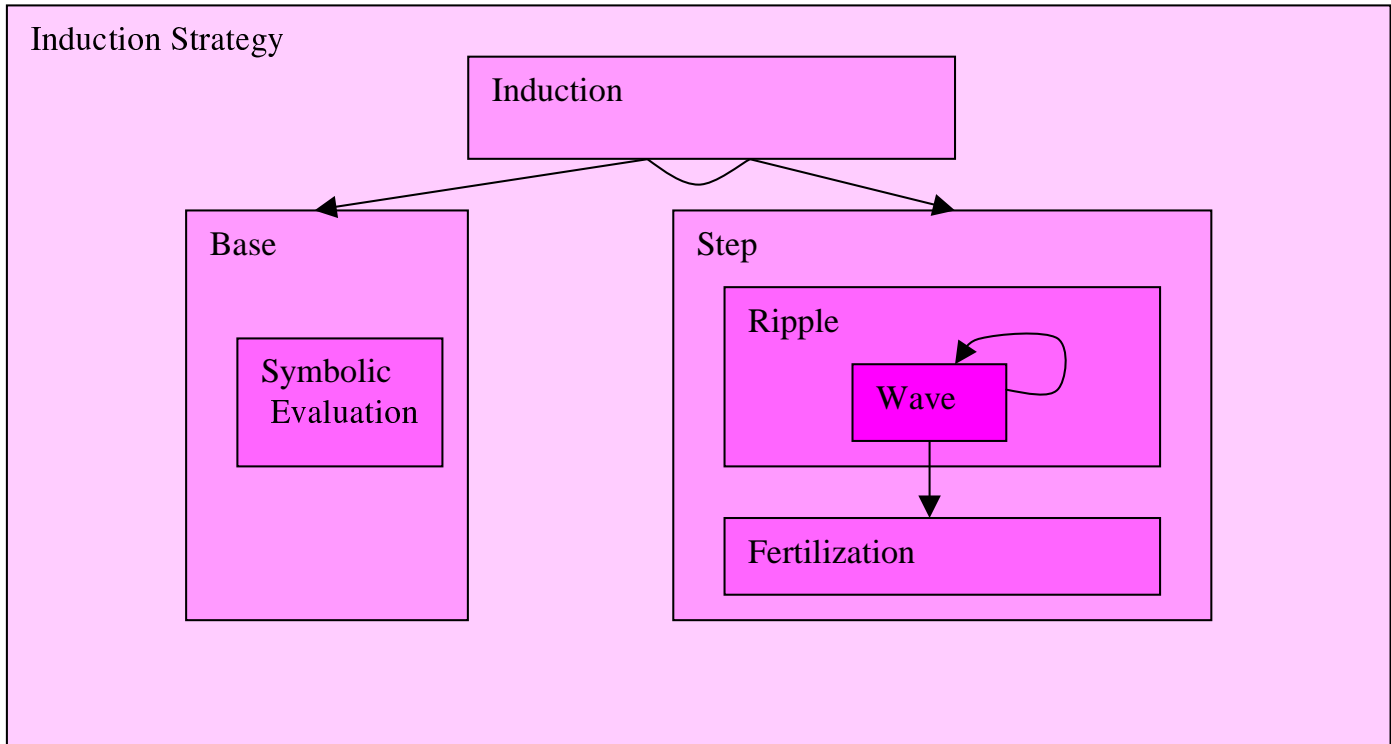 Induction Strategy
Induction
Base
Symbolic
Evaluation
Step
Ripple
Wave
Fertilization